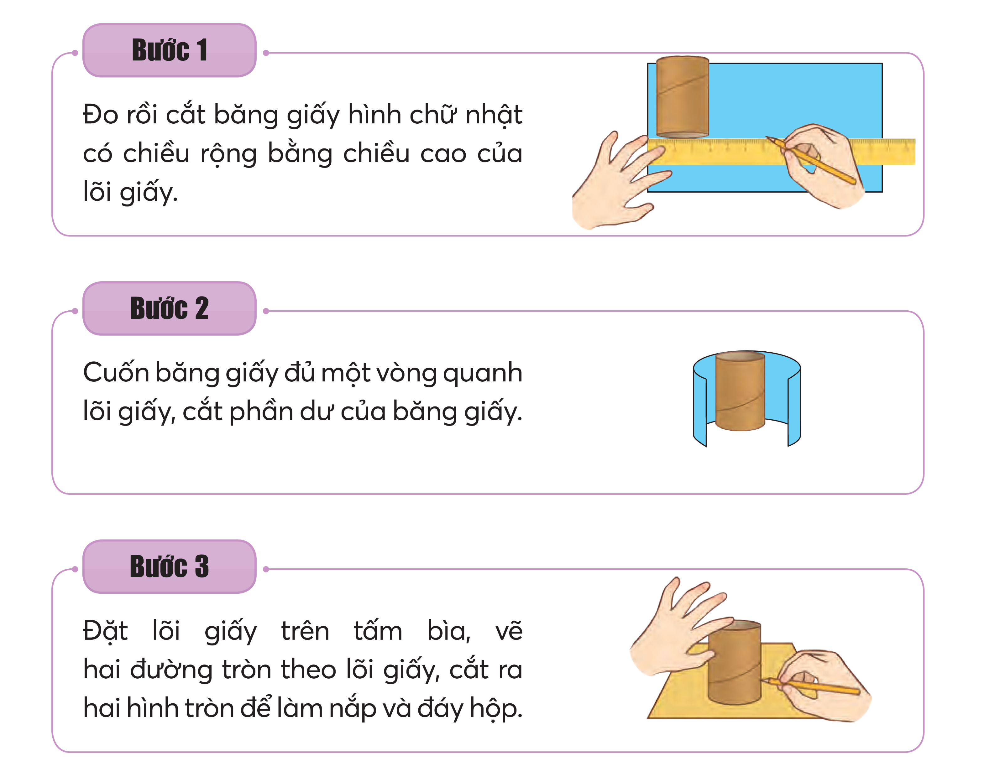 Bước 1
Đo rồi cắt băng giấy hình chữ nhật
có chiều rộng bằng chiều cao của
lõi giấy.
Bước 2
Cuốn băng giấy đủ một vòng quanh
lõi giấy, cắt phần dư của băng giấy.
Bước 3
Đặt lõi giấy trên tấm bìa, vẽ
hai đường tròn theo lõi giấy, cắt ra
hai hình tròn để làm nắp và đáy hộp.